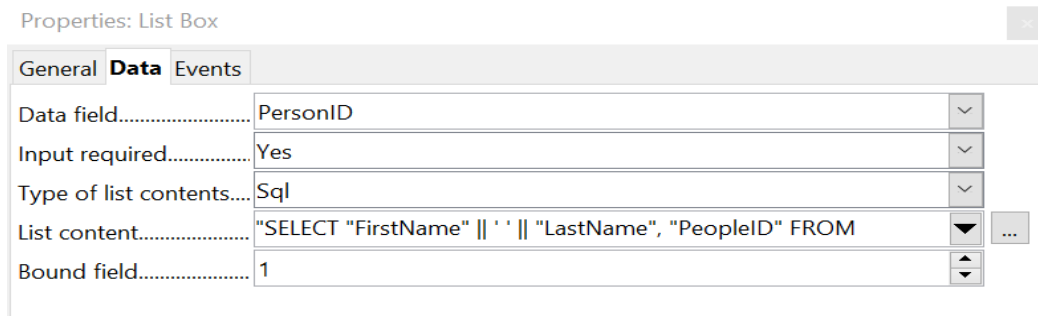 Properties: List Box
General Data Events
Data field......................... PersonID
Input required................ Yes
Type of list contents.... Sql
List content..................... "SELECT "FirstName" || ' ' || "LastName", "PeopleID" FROM ...
Bound field..................... 1